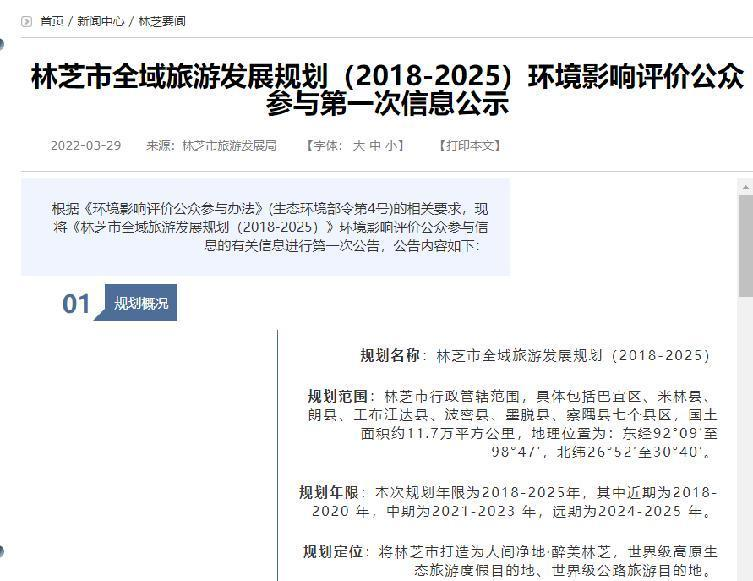 首页 / 新闻中心 / 林芝要闻
林芝市全域旅游发展规划（2018-2025）环境影响评价公众
参与第一次信息公示
2022-03-29 来源：林芝市旅游发展局 【字体： 大 中 小】 【打印本文】
根据《环境影响评价公众参与办法》(生态环境部令第4号)的相关要求，现
将《林芝市全域旅游发展规划（2018-2025）》环境影响评价公众参与信
息的有关信息进行第一次公告，公告内容如下：
01 规划概况
规划名称：林芝市全域旅游发展规划（2018-2025）
规划范围：林芝市行政管辖范围，具体包括巴宜区、米林县、
朗县、工布江达县、波密县、墨脱县、察隅县七个县区，国土
面积约11.7万平方公里，地理位置为：东经92°09′至
98°47′，北纬26°52′至30°40′。
规划年限：本次规划年限为2018-2025年，其中近期为2018-
2020 年，中期为2021-2023 年，远期为2024-2025 年。
规划定位：将林芝市打造为人间净地·醉美林芝，世界级高原生
态旅游度假目的地、世界级公路旅游目的地。